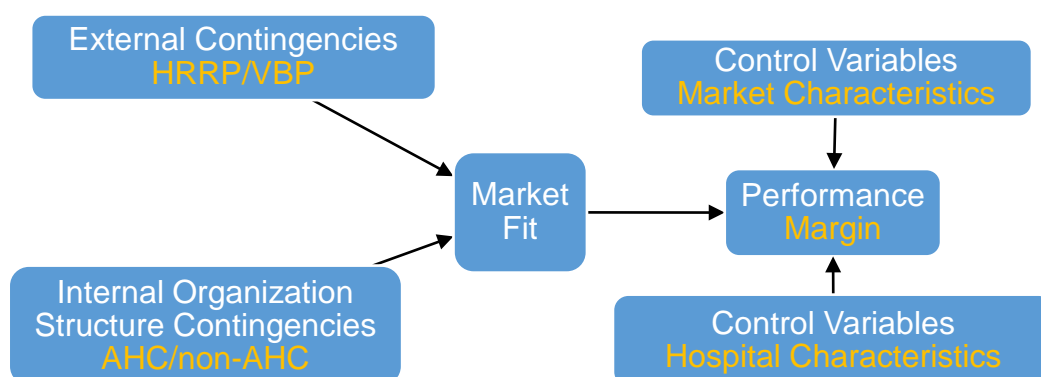 External Contingencies
HRRP/VBP
Control Variables
Market Characteristics
Market
Fit
Performance
Margin
Internal Organization
Structure Contingencies
AHC/non-AHC
Control Variables
Hospital Characteristics